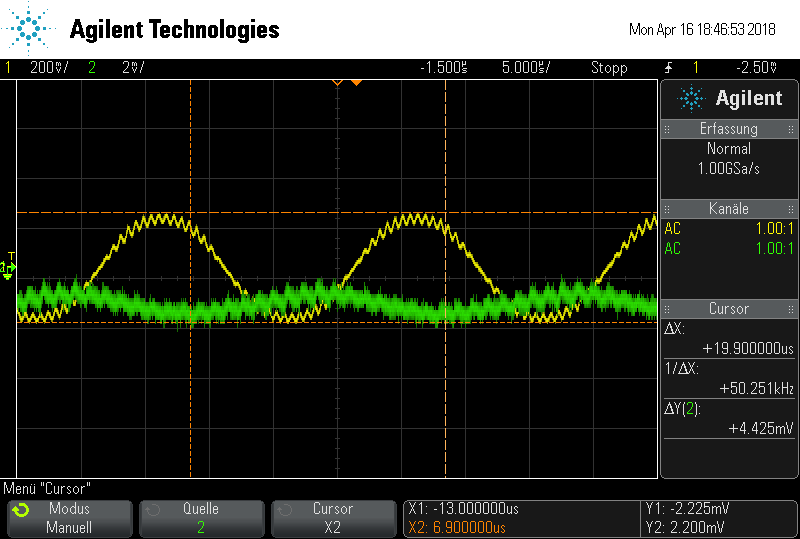 Agilent Technologies
Mon Apr 16 18:46:53 2018
1 200♉/ 2 2♉/ -1.500s 5.000s/ Stopp 1 -2.50
Agilent
Erfassung
Normal
1.00GSa/s
Kanäle
AC 1.00:1
AC 1.00:1
Cursor
ΔX:
+19.900000us
1/ΔX:
+50.251kHz
ΔY(2):
+4.425mV
T
Menü "Cursor"
Modus
Manuell
Quelle
2
Cursor
X2
X1: -13.000000us
X2: 6.900000us
Y1: -2.225mV
Y2: 2.200mV